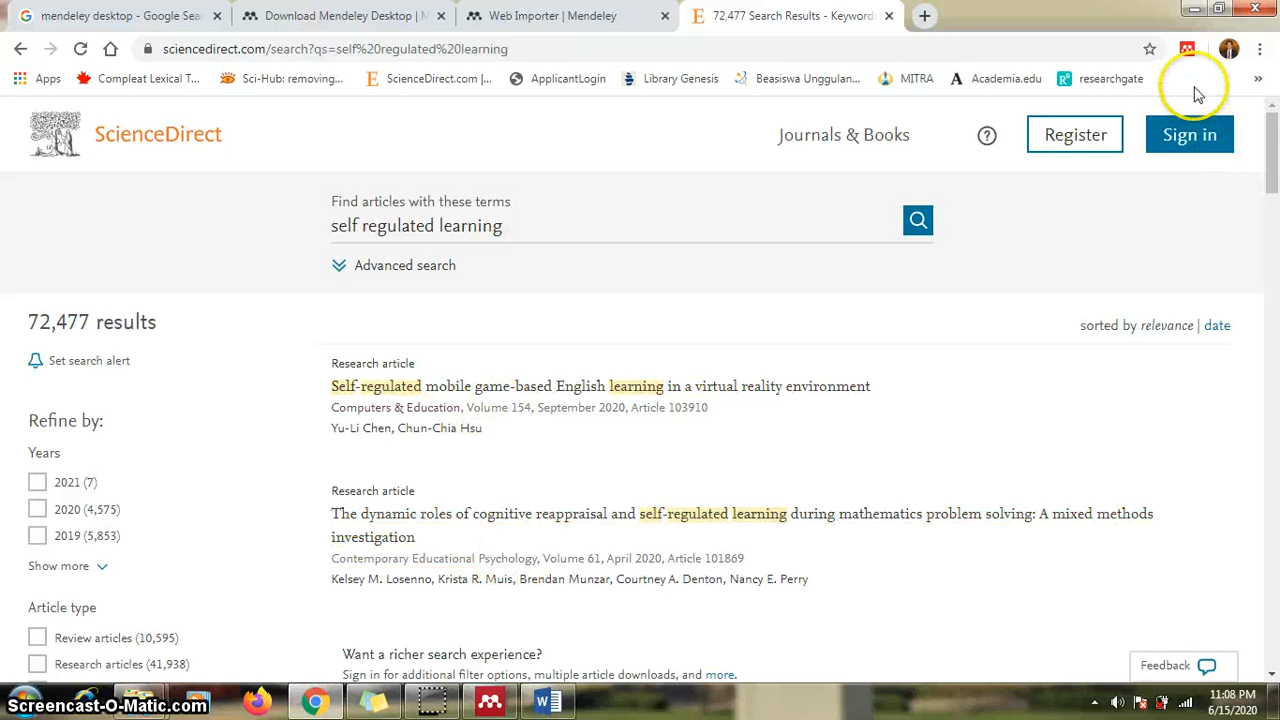 mendeley desktop - Google Sea
Download Mendeley Desktop | M
Web Importer | Mendeley
72,477 Search Results - Keyword
sciencedirect.com/search?qs=self%20regulated%20learning
Apps
Compleat Lexical T...
Sci-Hub: removing...
ScienceDirect.com |...
ApplicantLogin
Library Genesis
Beasiswa Unggulan...
MITRA
Academia.edu
researchgate
ScienceDirect
Journals & Books
Register
Sign in
Find articles with these terms
self regulated learning
Advanced search
72,477 results
sorted by relevance | date
Set search alert
Refine by:
Years
2021 (7)
2020 (4,575)
2019 (5,853)
Show more
Article type
Review articles (10,595)
Research articles (41,938)
Research article
Self-regulated mobile game-based English learning in a virtual reality environment
Computers & Education, Volume 154, September 2020, Article 103910
Yu-Li Chen, Chun-Chia Hsu
Research article
The dynamic roles of cognitive reappraisal and self-regulated learning during mathematics problem solving: A mixed methods
investigation
Contemporary Educational Psychology, Volume 61, April 2020, Article 101869
Kelsey M. Losenno, Krista R. Muis, Brendan Munzar, Courtney A. Denton, Nancy E. Perry
Want a richer search experience?
Sign in for additional filter options, multiple article downloads, and more.
Feedback
11:08 PM
6/15/2020
Screencast-O-Matic.com